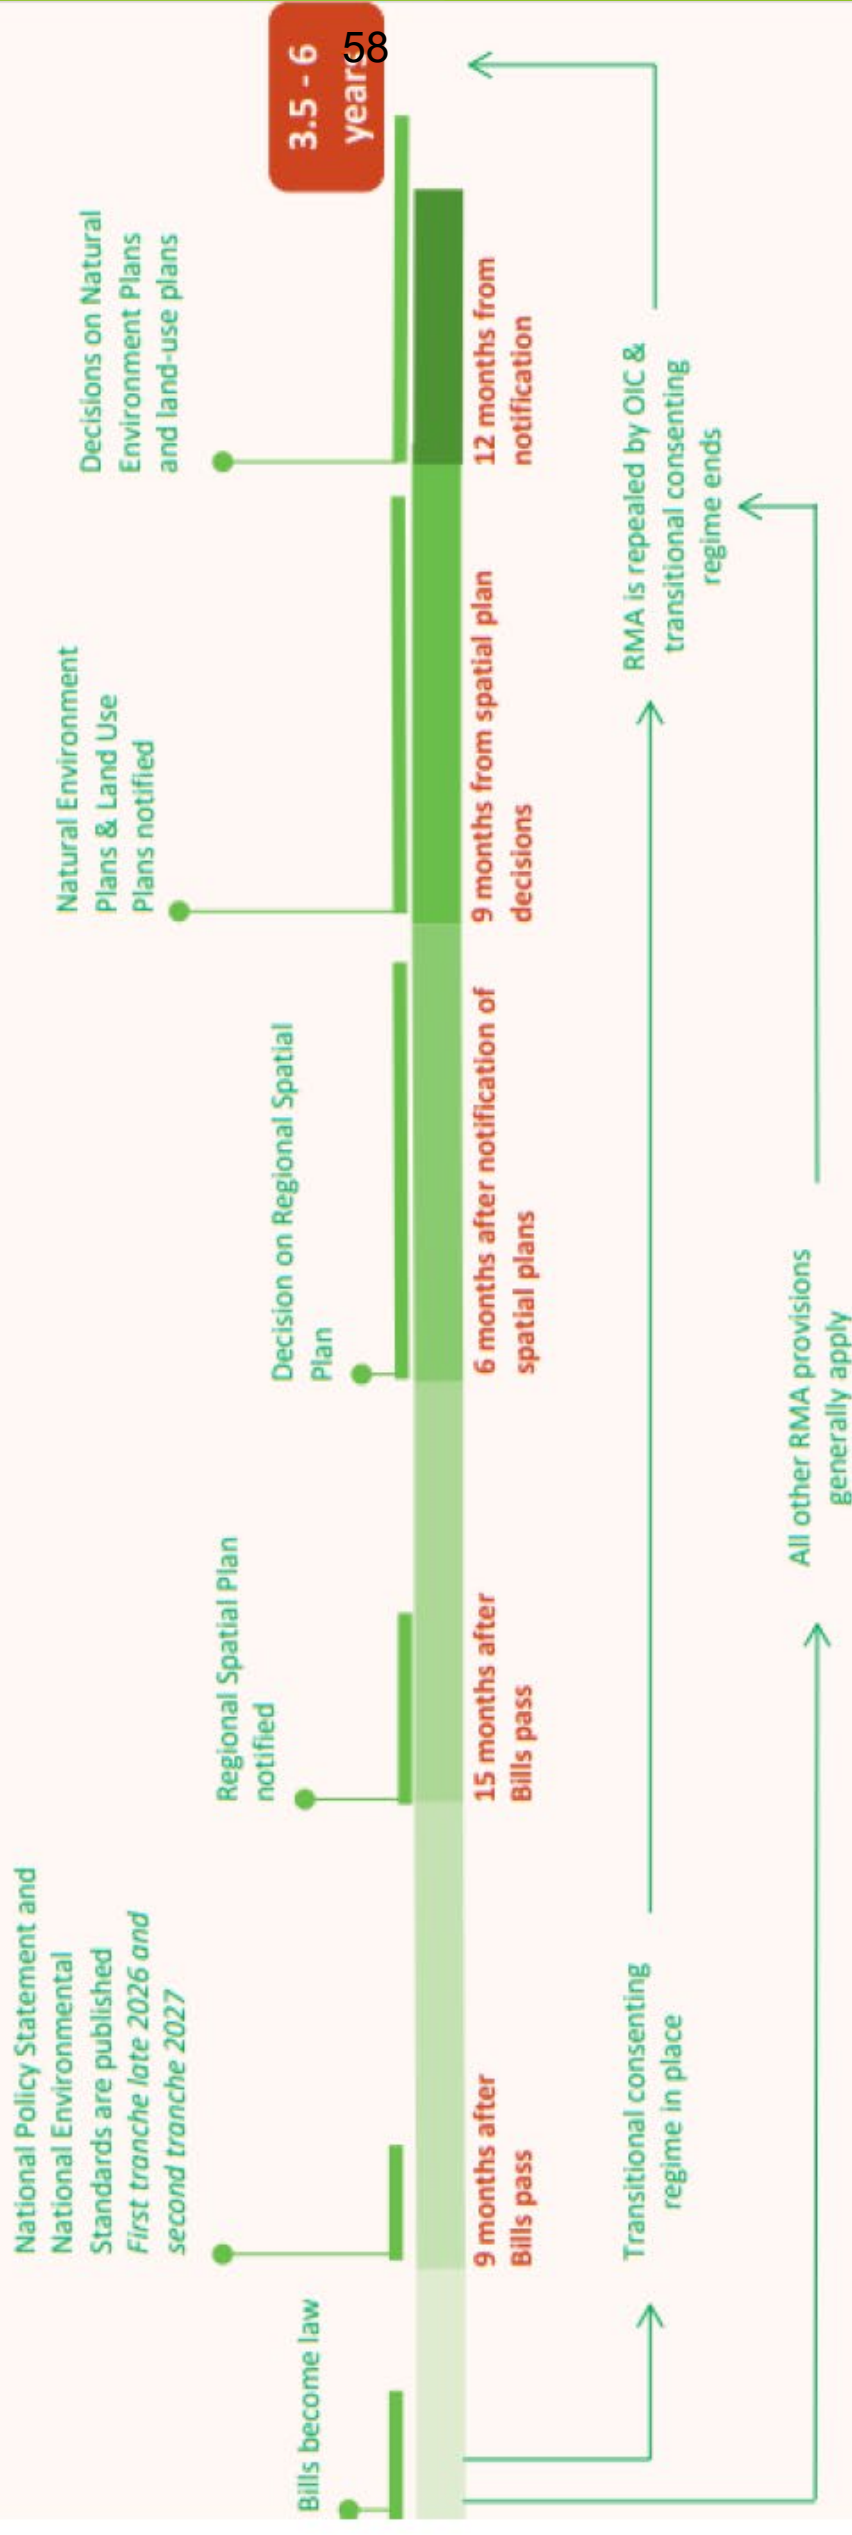 58
Bills become law
National Policy Statement and
National Environmental
Standards are published
First tranche late 2026 and
second tranche 2027
Regional Spatial Plan
notified
Decision on Regional Spatial
Plan
Natural Environment
Plans & Land Use
Plans notified
Decisions on Natural
Environment Plans
and land-use plans
3.5 - 6
years
9 months after
Bills pass
15 months after
Bills pass
6 months after notification of
spatial plans
9 months from spatial plan
decisions
12 months from
notification
Transitional consenting
regime in place
RMA is repealed by OIC &
transitional consenting
regime ends
All other RMA provisions
generally apply